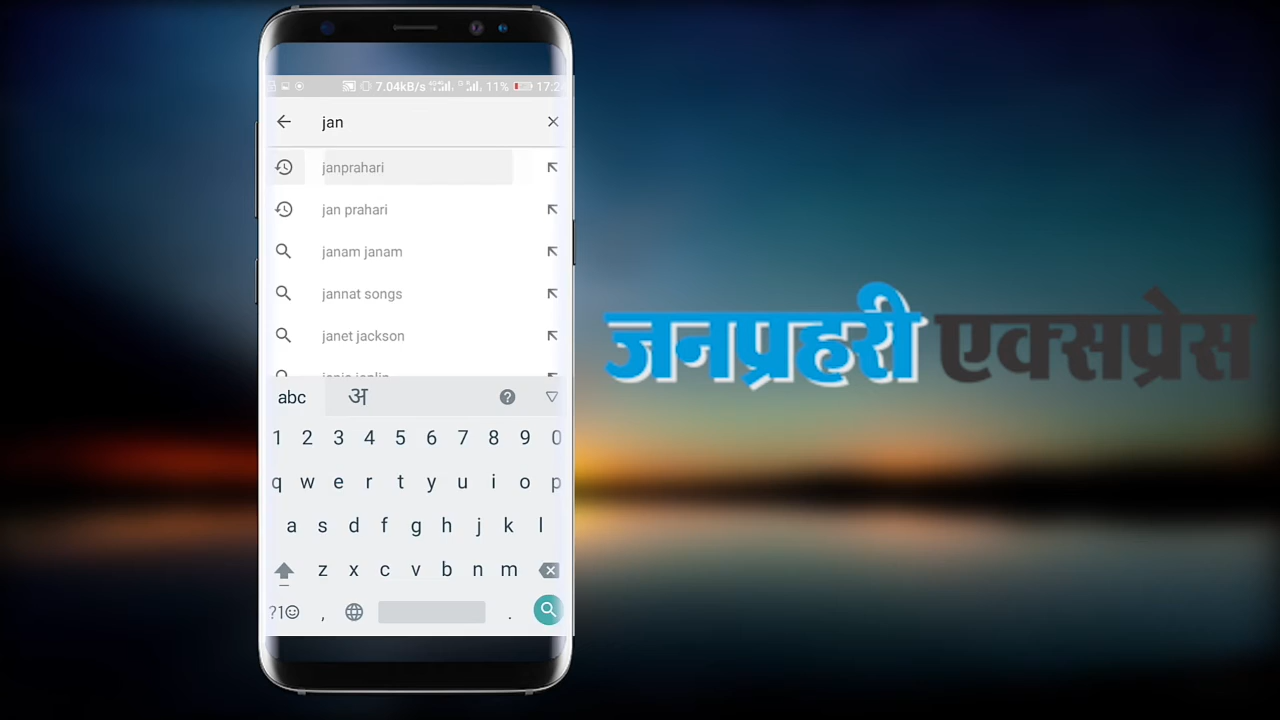 7.04kB/s 11% 17:2
jan
janprahari
jan prahari
janam janam
jannat songs
janet jackson
abc अ
1 2 3 4 5 6 7 8 9 0
q w e r t y u i o p
a s d f g h j k l
z x c v b n m
?1 , .
जनप्रहरी एक्सप्रेस